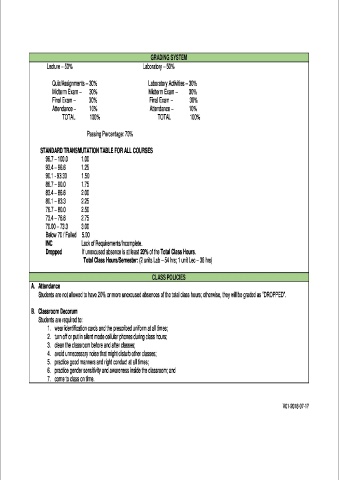 GRADING SYSTEM
Lecture – 50% Laboratory – 50%
Quiz/Assignments – 30% Laboratory Activities – 30%
Midterm Exam – 30% Midterm Exam – 30%
Final Exam – 30% Final Exam – 30%
Attendance – 10% Attendance – 10%
TOTAL 100% TOTAL 100%
Passing Percentage: 70%
STANDARD TRANSMUTATION TABLE FOR ALL COURSES
96.7 – 100.0 1.00
93.4 – 96.6 1.25
90.1 - 93.30 1.50
86.7 – 90.0 1.75
83.4 – 86.6 2.00
80.1 – 83.3 2.25
76.7 – 80.0 2.50
73.4 – 76.6 2.75
70.00 – 73.3 3.00
Below 70 / Failed 5.00
INC Lack of Requirements/Incomplete.
Dropped If unexcused absence is at least 20% of the Total Class Hours.
Total Class Hours/Semester: (2 units Lab – 54 hrs; 1 unit Lec – 36 hrs)
CLASS POLICIES
A. Attendance
Students are not allowed to have 20% or more unexcused absences of the total class hours; otherwise, they will be graded as "DROPPED".
B. Classroom Decorum
Students are required to:
1. wear identification cards and the prescribed uniform at all times;
2. turn off or put in silent mode cellular phones during class hours;
3. clean the classroom before and after classes;
4. avoid unnecessary noise that might disturb other classes;
5. practice good manners and right conduct at all times;
6. practice gender sensitivity and awareness inside the classroom; and
7. come to class on time.
V01-2018-07-17